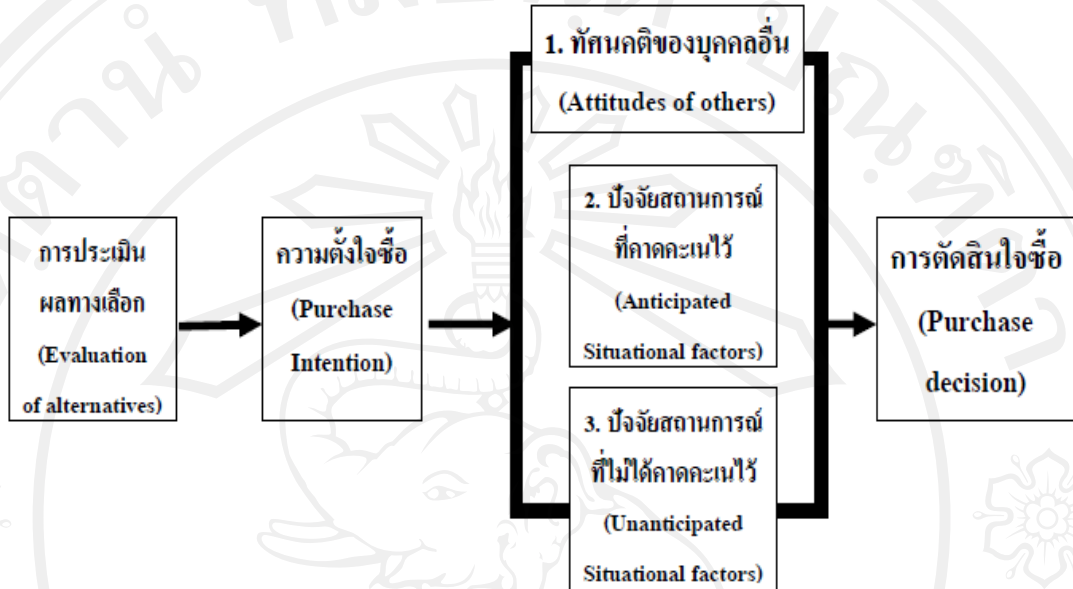 การประเมิน
ผลทางเลือก
(Evaluation
of alternatives)
ความตั้งใจซื้อ
(Purchase
Intention)
1. ทัศนคติของบุคคลอื่น
(Attitudes of others)
2. ปัจจัยสถานการณ์
ที่คาดคะเนไว้
(Anticipated
Situational factors)
3. ปัจจัยสถานการณ์
ที่ไม่ได้คาดคะเนไว้
(Unanticipated
Situational factors)
การตัดสินใจซื้อ
(Purchase
decision)